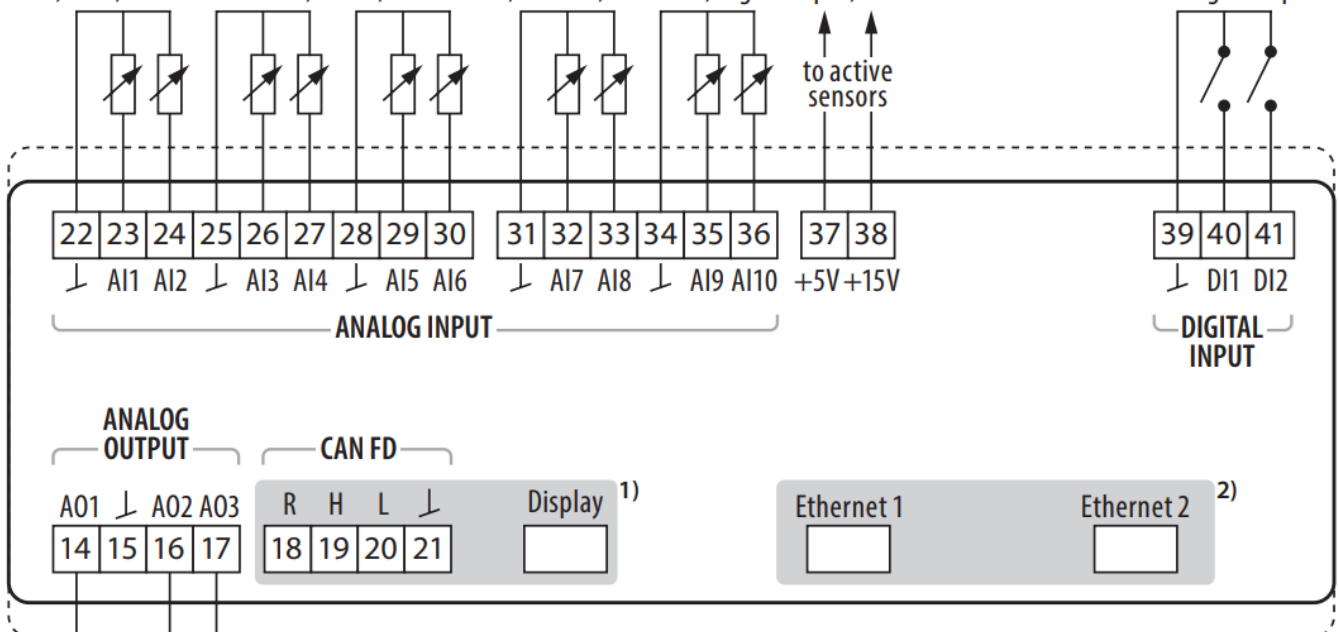 to active
sensors
22 23 24 25 26 27 28 29 30 31 32 33 34 35 36 37 38 39 40 41
AI1 AI2 AI3 AI4 AI5 AI6 AI7 AI8 AI9 AI10 +5V +15V DI1 DI2
ANALOG INPUT
DIGITAL
INPUT
ANALOG
OUTPUT
CAN FD
AO1 AO2 AO3 R H L Display 1) Ethernet 1 Ethernet 2 2)
14 15 16 17 18 19 20 21